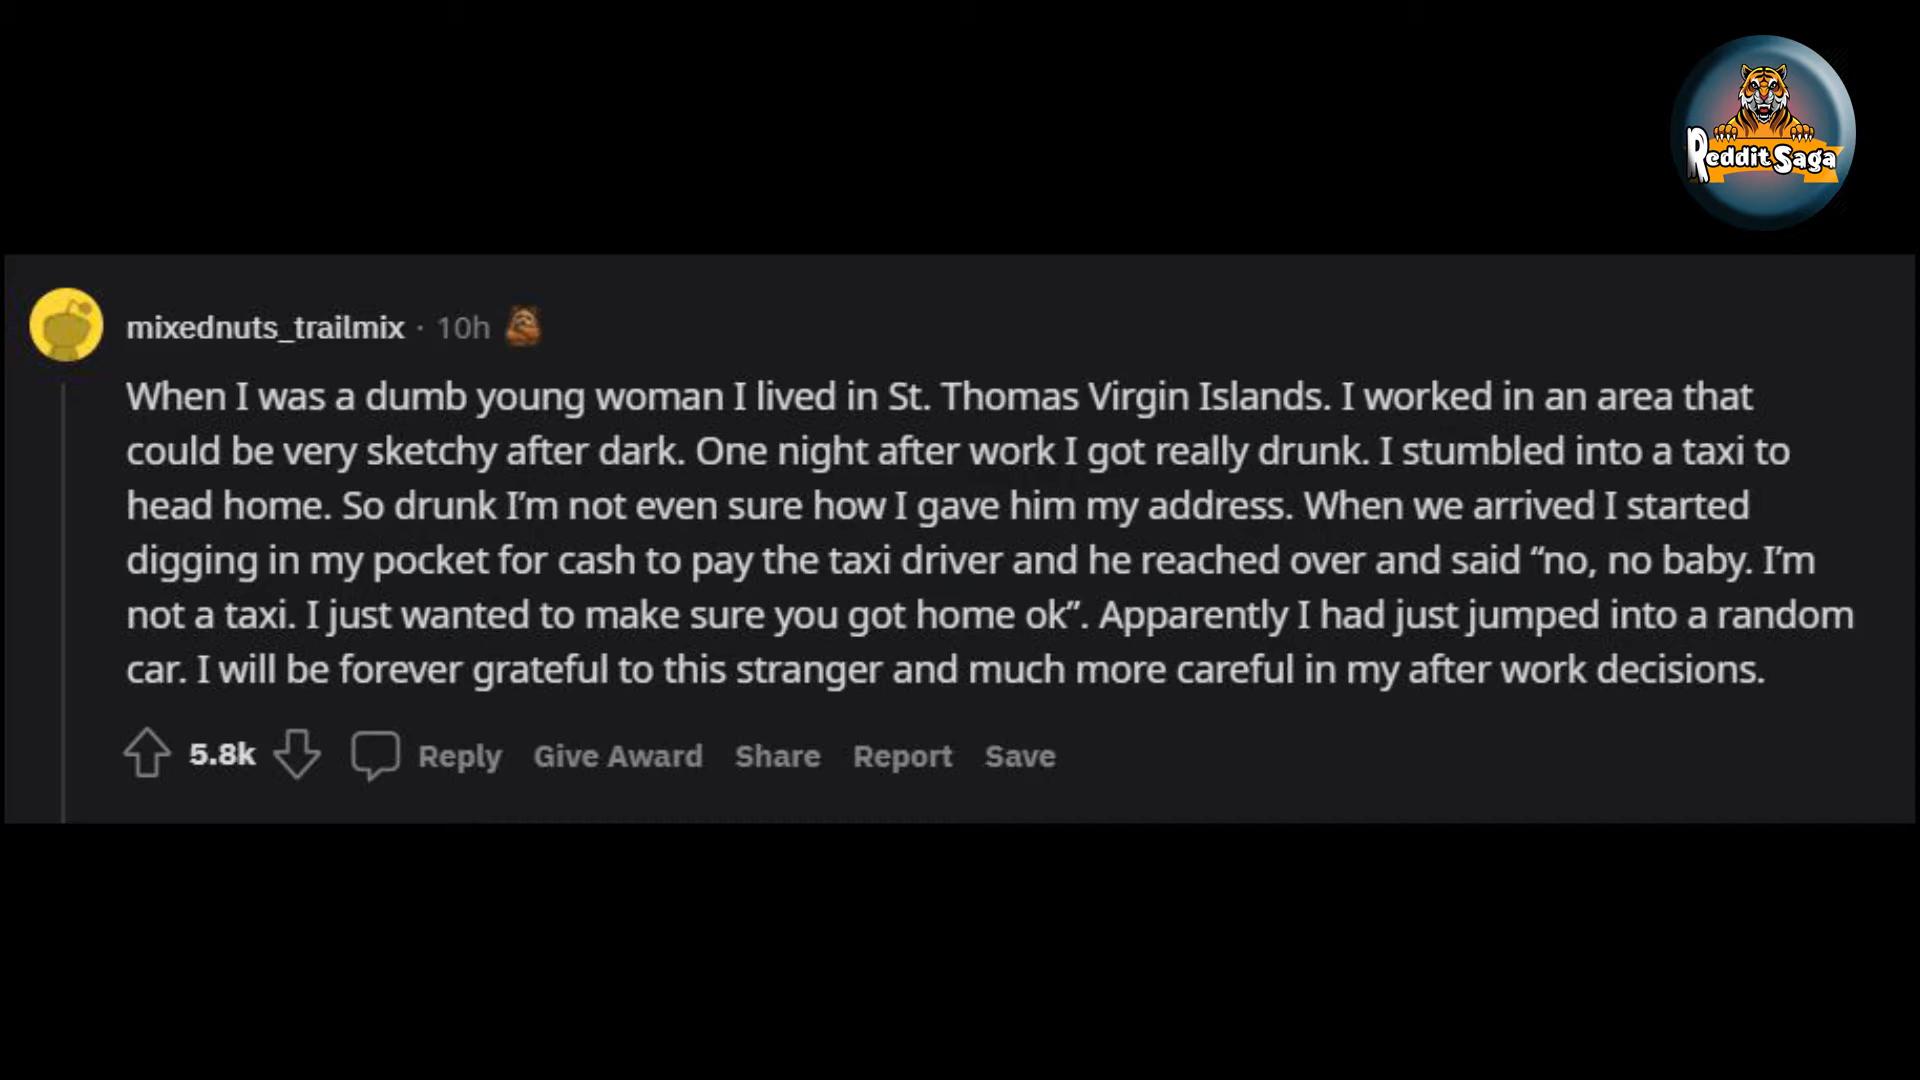 Reddit Saga
mixednuts_trailmix · 10h
When I was a dumb young woman I lived in St. Thomas Virgin Islands. I worked in an area that
could be very sketchy after dark. One night after work I got really drunk. I stumbled into a taxi to
head home. So drunk I’m not even sure how I gave him my address. When we arrived I started
digging in my pocket for cash to pay the taxi driver and he reached over and said “no, no baby. I’m
not a taxi. I just wanted to make sure you got home ok”. Apparently I had just jumped into a random
car. I will be forever grateful to this stranger and much more careful in my after work decisions.
5.8k Reply Give Award Share Report Save